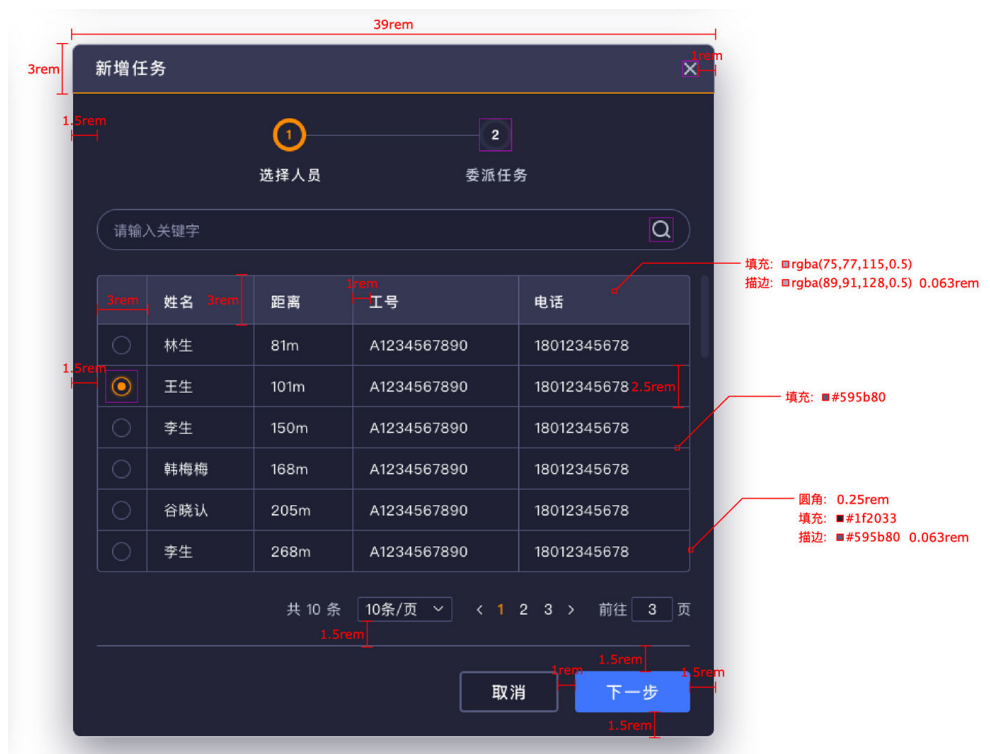 39rem
3rem
新增任务
1rem
1.5rem
1
2
选择人员
委派任务
请输入关键字
填充: rgba(75,77,115,0.5)
描边: rgba(89,91,128,0.5) 0.063rem
3rem
姓名
3rem
距离
1rem
工号
电话
林生 81m A1234567890 18012345678
1.5rem
王生 101m A1234567890 18012345678
2.5rem
填充: #595b80
李生 150m A1234567890 18012345678
韩梅梅 168m A1234567890 18012345678
圆角: 0.25rem
填充: #1f2033
描边: #595b80 0.063rem
谷晓认 205m A1234567890 18012345678
李生 268m A1234567890 18012345678
共 10 条 10条/页 < 1 2 3 > 前往 3 页
1.5rem
1.5rem
1rem
1.5rem
取消
下一步
1.5rem